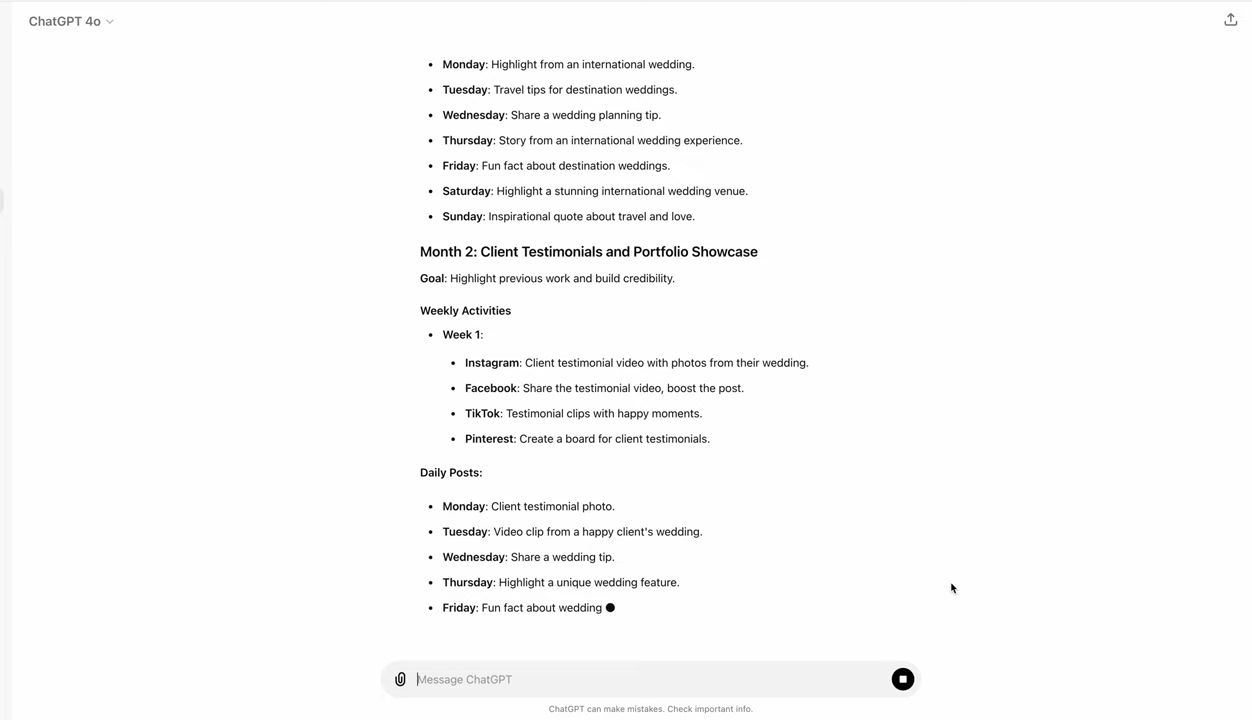 ChatGPT 4o
Monday: Highlight from an international wedding.
Tuesday: Travel tips for destination weddings.
Wednesday: Share a wedding planning tip.
Thursday: Story from an international wedding experience.
Friday: Fun fact about destination weddings.
Saturday: Highlight a stunning international wedding venue.
Sunday: Inspirational quote about travel and love.
Month 2: Client Testimonials and Portfolio Showcase
Goal: Highlight previous work and build credibility.
Weekly Activities
Week 1:
Instagram: Client testimonial video with photos from their wedding.
Facebook: Share the testimonial video, boost the post.
TikTok: Testimonial clips with happy moments.
Pinterest: Create a board for client testimonials.
Daily Posts:
Monday: Client testimonial photo.
Tuesday: Video clip from a happy client's wedding.
Wednesday: Share a wedding tip.
Thursday: Highlight a unique wedding feature.
Friday: Fun fact about wedding
Message ChatGPT
ChatGPT can make mistakes. Check important info.